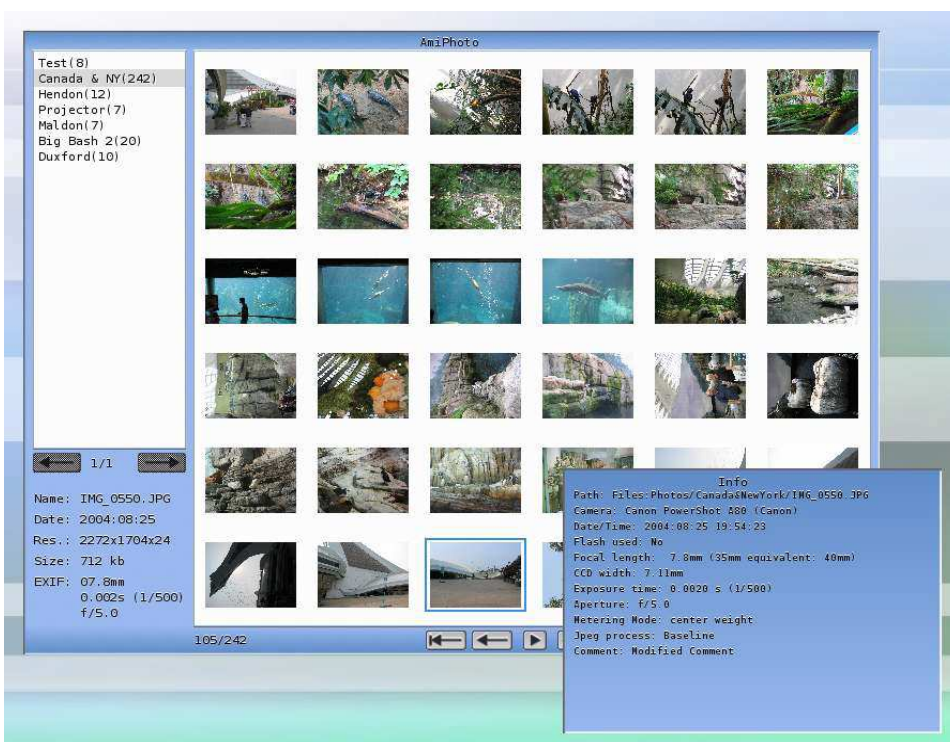 AmiPhoto
Test(8)
Canada & NY(242)
Hendon(12)
Projector(7)
Maldon(7)
Big Bash 2(20)
Duxford(10)
1/1
Name: IMG_0550.JPG
Date: 2004:08:25
Res.: 2272x1704x24
Size: 712 kb
EXIF: 07.8mm
0.002s (1/500)
f/5.0
105/242
Info
Path: Files:Photos/Canada&NewYork/IMG_0550.JPG
Camera: Canon PowerShot A80 (Canon)
Date/Time: 2004:08:25 19:54:23
Flash used: No
Focal length:  7.8mm (35mm equivalent: 40mm)
CCD width: 7.11mm
Exposure time: 0.0020 s (1/500)
Aperture: f/5.0
Metering Mode: center weight
Jpeg process: Baseline
Comment: Modified Comment